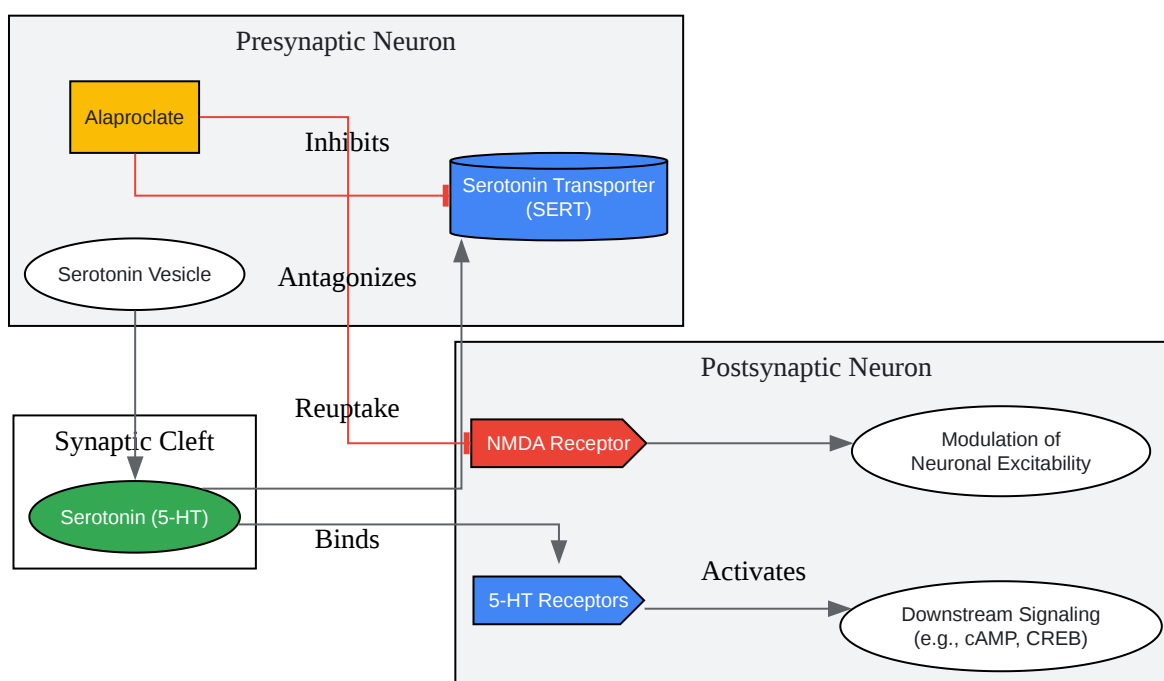 Presynaptic Neuron
Alaproclate
Inhibits
Serotonin Transporter
(SERT)
Serotonin Vesicle
Antagonizes
Postsynaptic Neuron
Reuptake
Synaptic Cleft
NMDA Receptor
Modulation of
Neuronal Excitability
Serotonin (5-HT)
Binds
Activates
5-HT Receptors
Downstream Signaling
(e.g., cAMP, CREB)